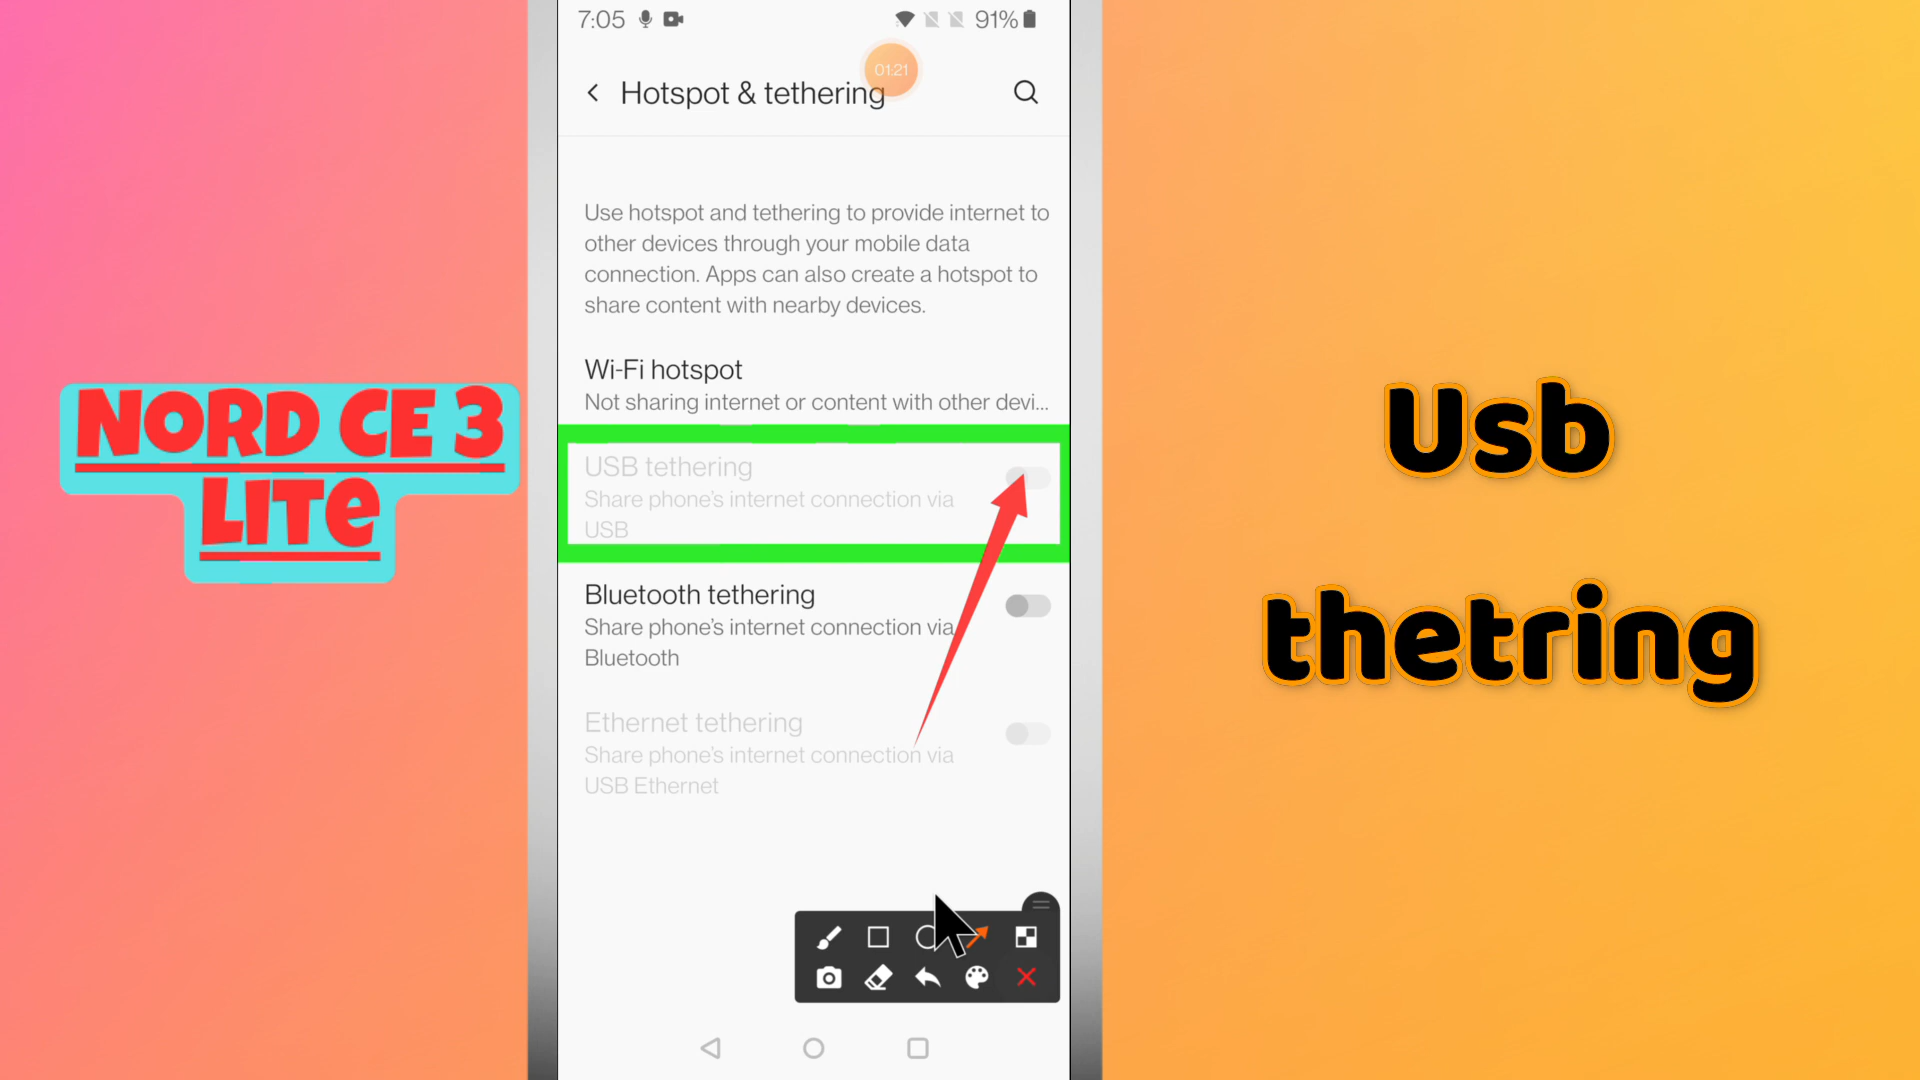 7:05
91%
01:21
Hotspot & tethering
Use hotspot and tethering to provide internet to
other devices through your mobile data
connection. Apps can also create a hotspot to
share content with nearby devices.
Wi-Fi hotspot
Not sharing internet or content with other devi...
USB tethering
Share phone's internet connection via
USB
Bluetooth tethering
Share phone's internet connection via
Bluetooth
Ethernet tethering
Share phone's internet connection via
USB Ethernet
NORD CE 3
LITe
Usb
thetring